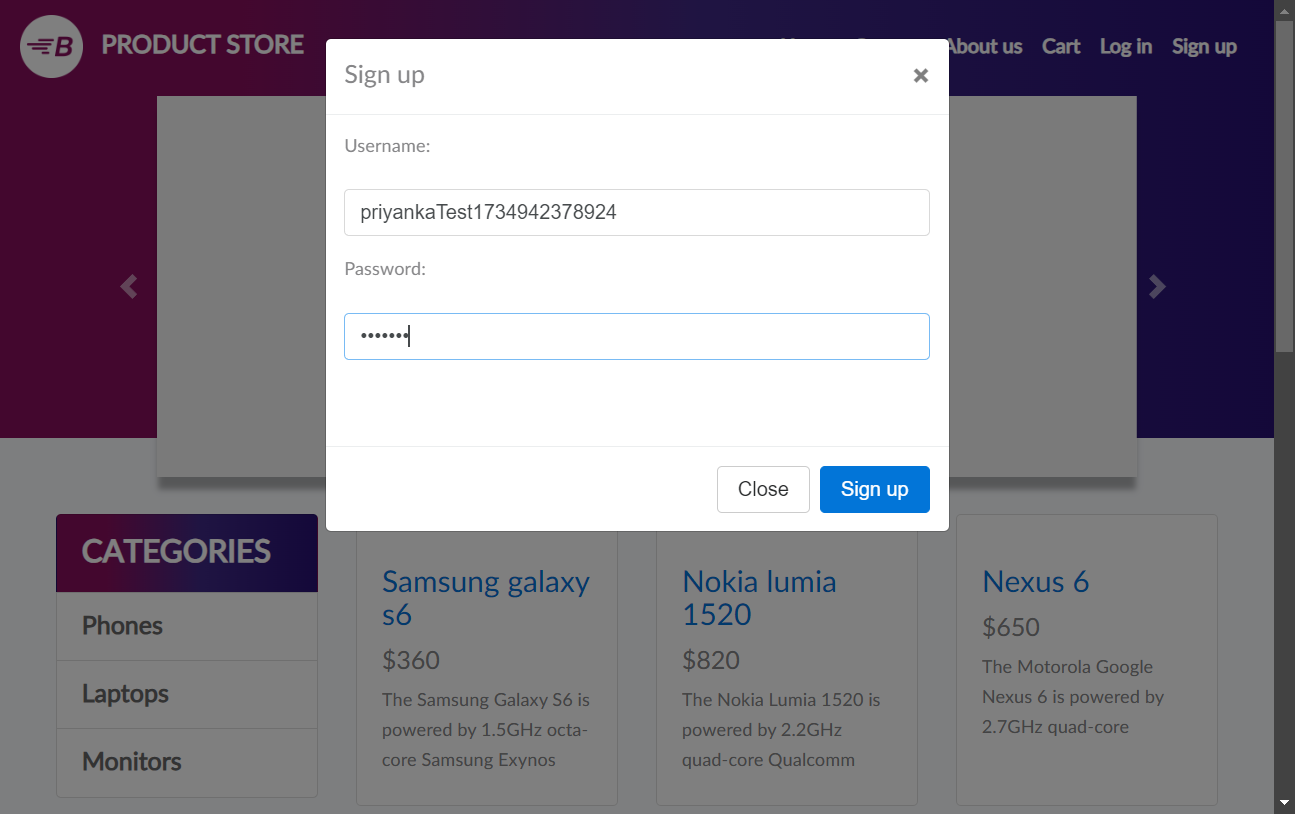 B PRODUCT STORE
About us Cart Log in Sign up
Sign up
Username:
priyankaTest1734942378924
Password:
•••••••
Close Sign up
CATEGORIES
Phones
Laptops
Monitors
Samsung galaxy
s6
$360
The Samsung Galaxy S6 is
powered by 1.5GHz octa-
core Samsung Exynos
Nokia lumia
1520
$820
The Nokia Lumia 1520 is
powered by 2.2GHz
quad-core Qualcomm
Nexus 6
$650
The Motorola Google
Nexus 6 is powered by
2.7GHz quad-core